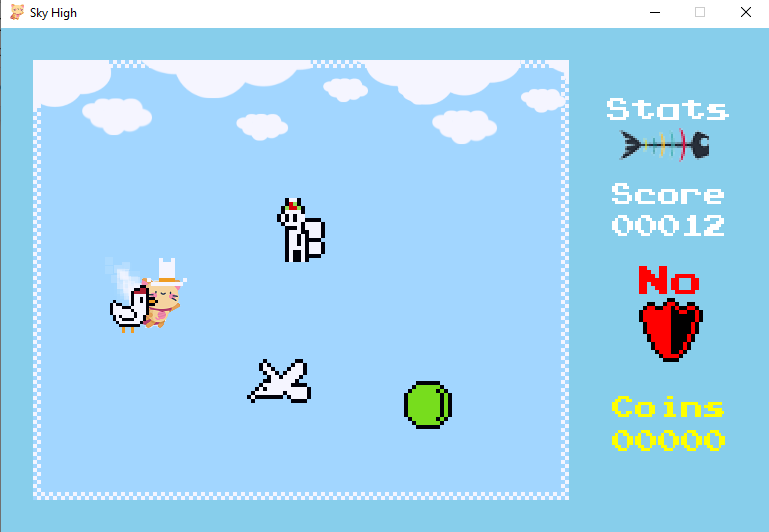 Sky High
Stats
Score
00012
No
Coins
00000